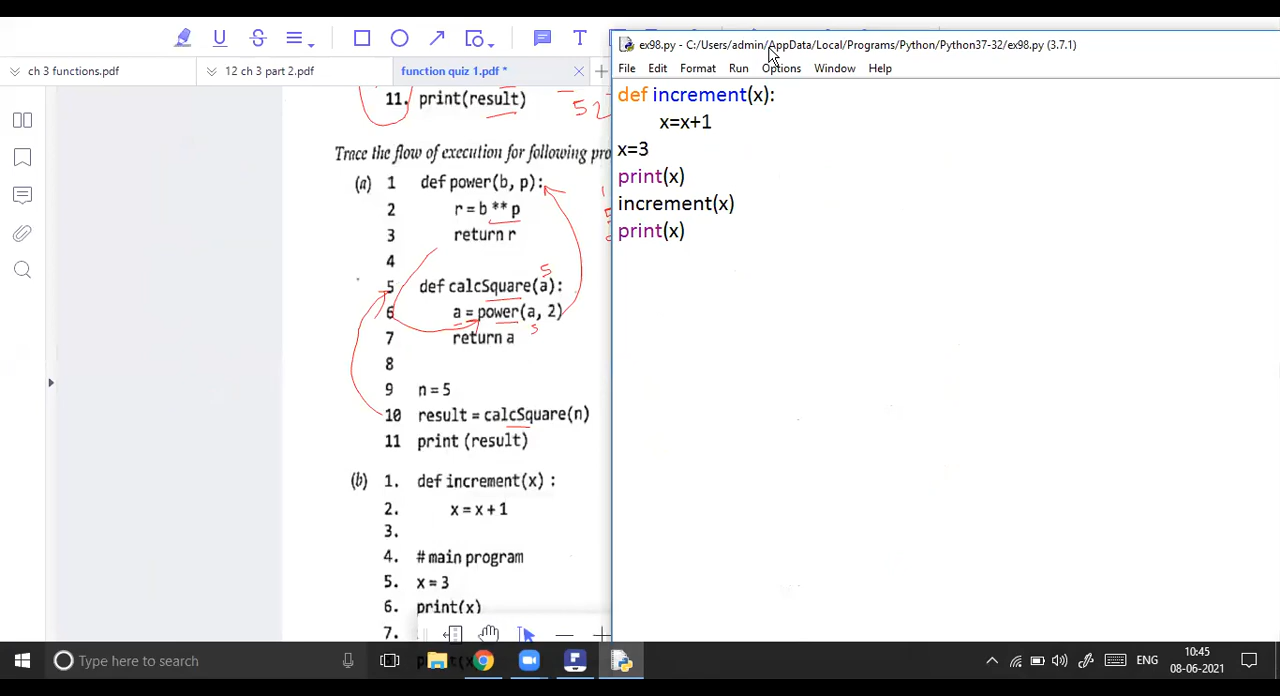 ch 3 functions.pdf
12 ch 3 part 2.pdf
function quiz 1.pdf *
11. print(result)
52
Trace the flow of execution for following pro
(a) 1 def power(b, p):
2 r = b ** p
3 return r
4
5 def calcSquare(a):
5
6 a = power(a, 2)
5
7 return a
8
9 n = 5
10 result = calcSquare(n)
11 print (result)
(b) 1. def increment(x) :
2. x = x + 1
3.
4. # main program
5. x = 3
6. print(x)
7.
ex98.py - C:/Users/admin/AppData/Local/Programs/Python/Python37-32/ex98.py (3.7.1)
File Edit Format Run Options Window Help
def increment(x):
x=x+1
x=3
print(x)
increment(x)
print(x)
Type here to search
ENG
10:45
08-06-2021